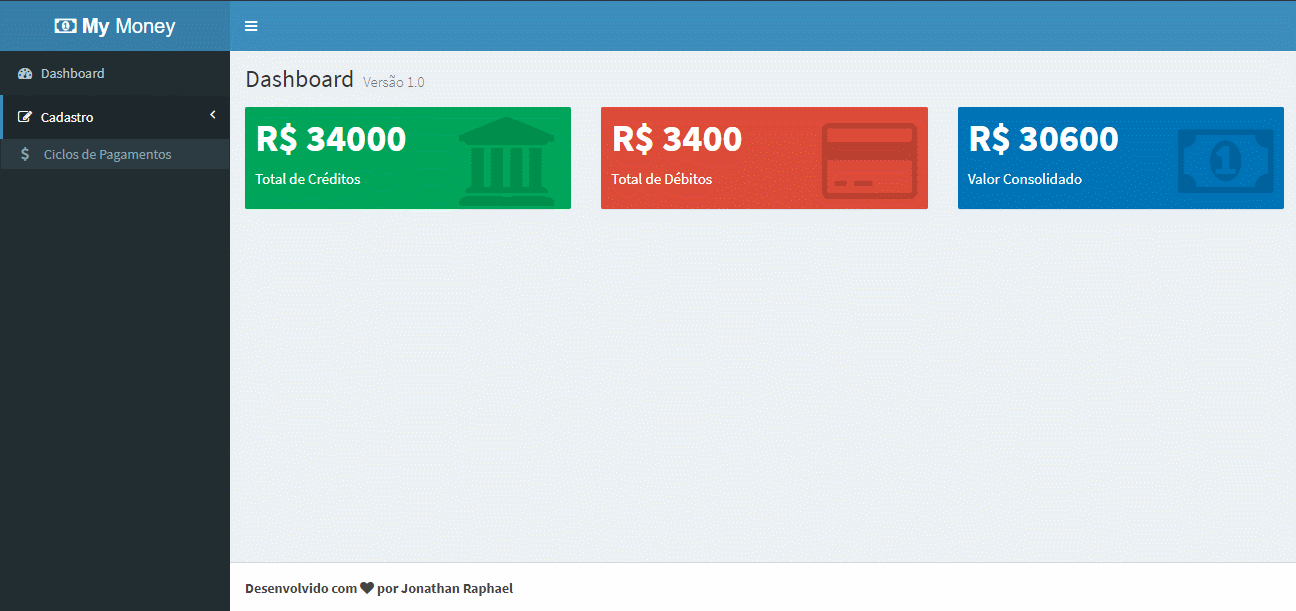 My Money
Dashboard
Cadastro
Ciclos de Pagamentos
Dashboard Versão 1.0
R$ 34000
Total de Créditos
R$ 3400
Total de Débitos
R$ 30600
Valor Consolidado
Desenvolvido com ♥ por Jonathan Raphael